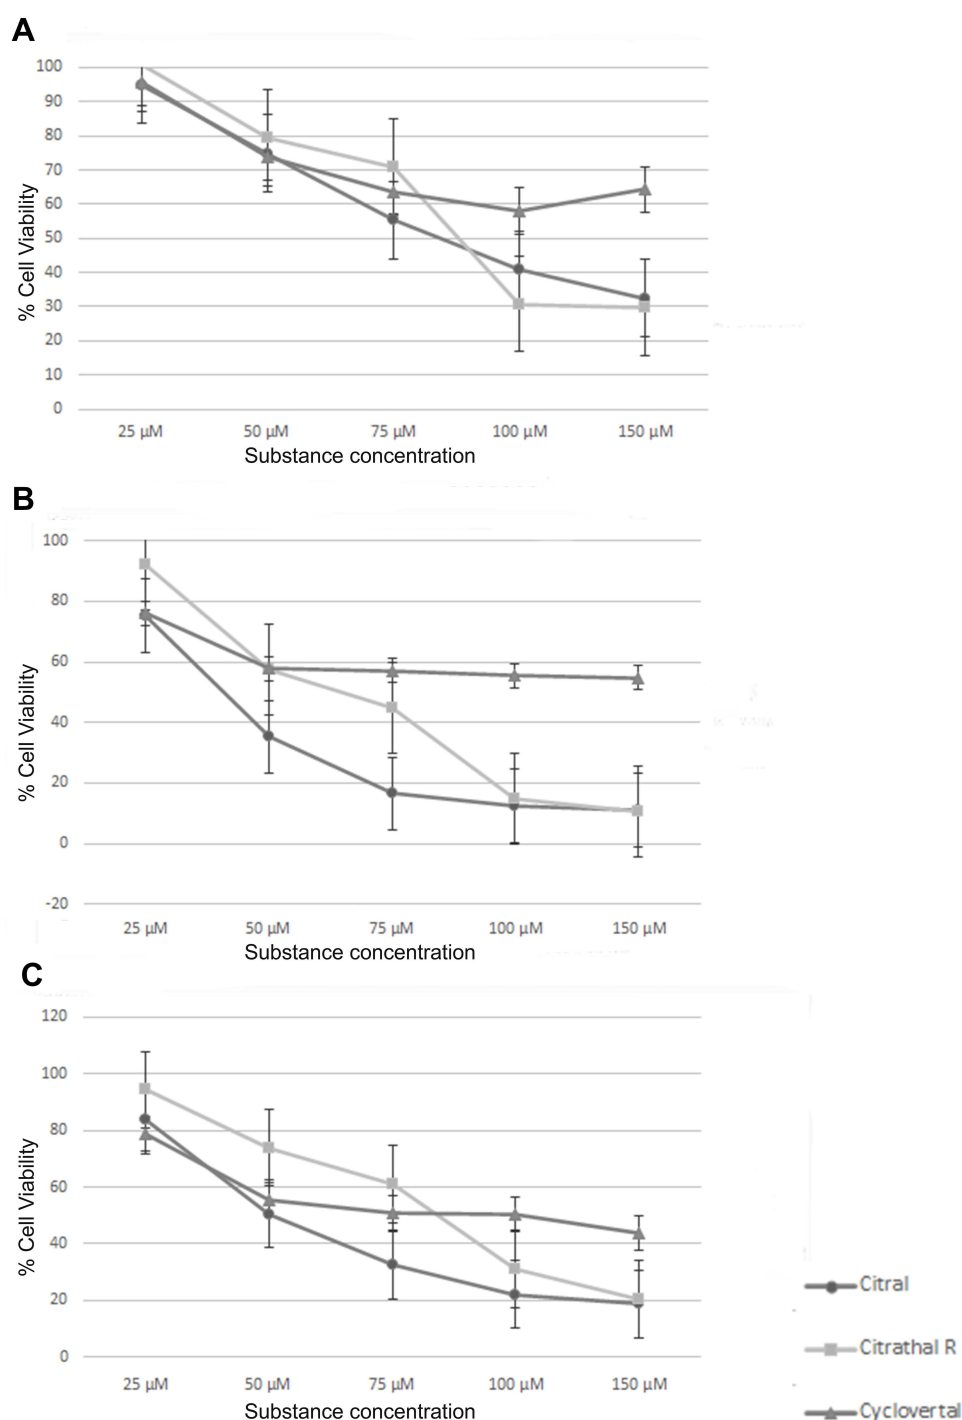 A
100
90
80
70
60
50
40
30
20
10
0
% Cell Viability
25 µM 50 µM 75 µM 100 µM 150 µM
Substance concentration
B
100
80
60
40
20
0
-20
% Cell Viability
25 µM 50 µM 75 µM 100 µM 150 µM
Substance concentration
C
120
100
80
60
40
20
0
% Cell Viability
25 µM 50 µM 75 µM 100 µM 150 µM
Substance concentration
Citral
Citrathal R
Cyclovertal